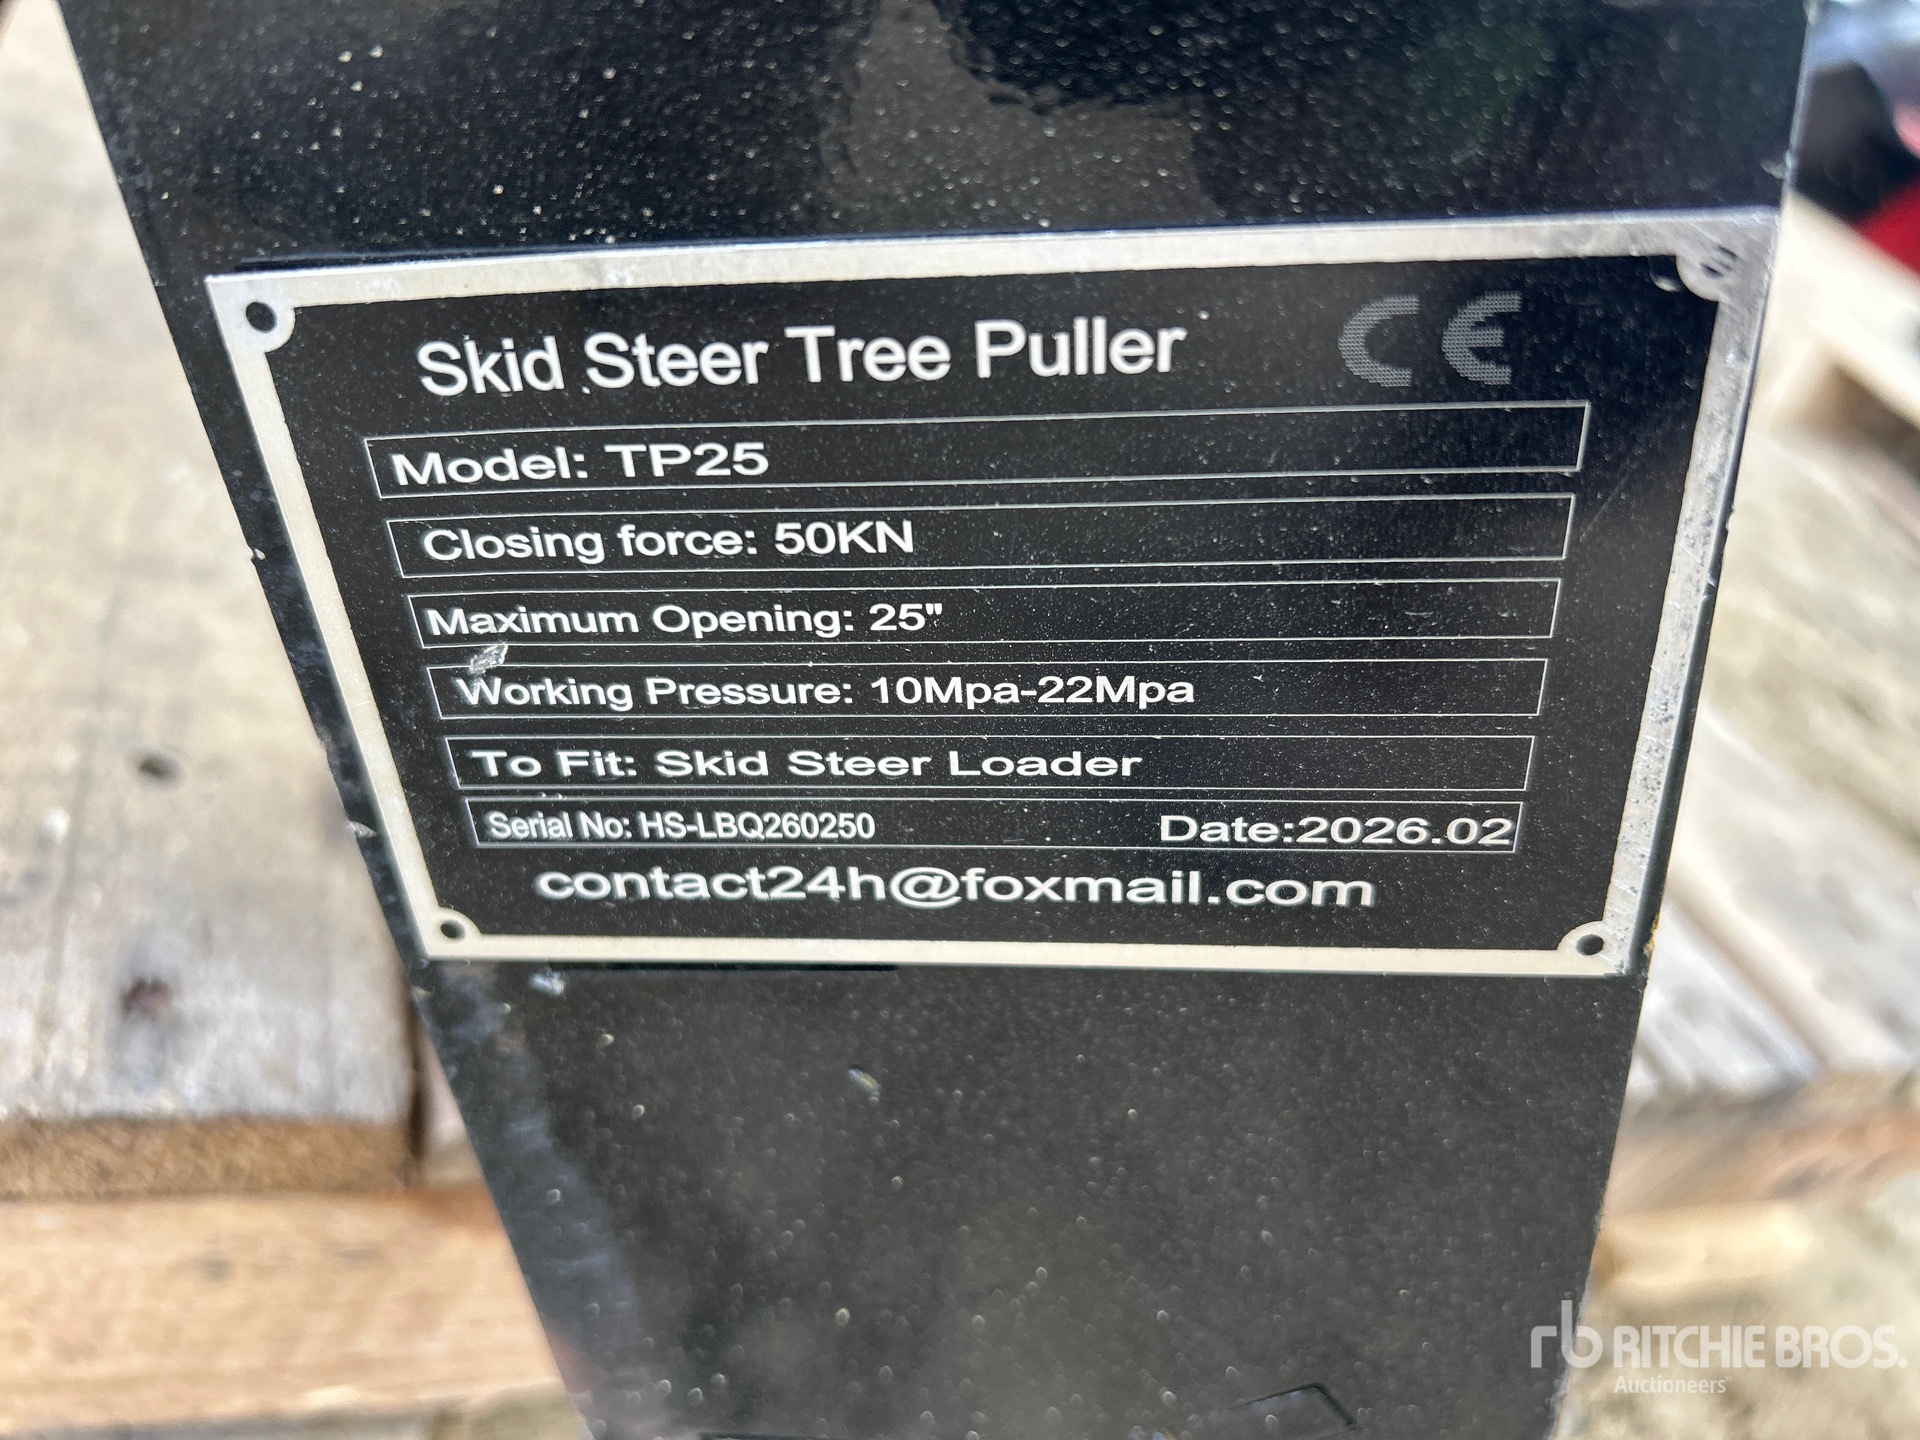 Skid Steer Tree Puller CE
Model: TP25
Closing force: 50KN
Maximum Opening: 25"
Working Pressure: 10Mpa-22Mpa
To Fit: Skid Steer Loader
Serial No: HS-LBQ260250 Date:2026.02
contact24h@foxmail.com
rb RITCHIE BROS.
Auctioneers